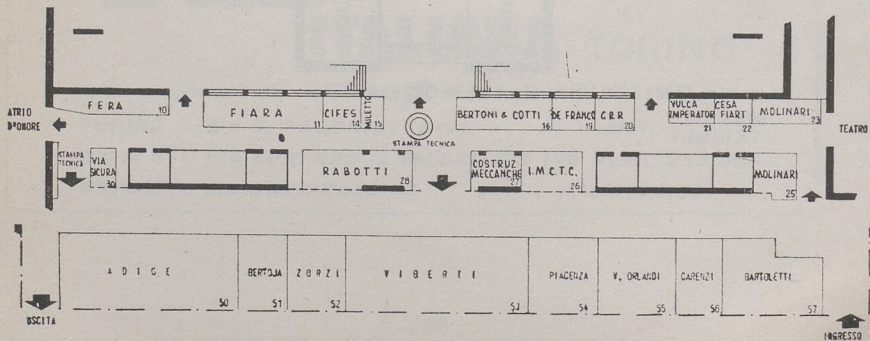 FERA
10
FIARA
11
CIFES
14
MILETTO
15
BERTONI & COTTI
16
DE FRANCO
19
G.R.R.
20
VULCA
IMPERATOR
21
CESA
FIART
22
MOLINARI
23
ATRIO
D'ONORE
TEATRO
STAMPA TECNICA
STAMPA
TECNICA
VIA
SICURA
30
RABOTTI
28
COSTRUZ.
MECCANICHE
27
I.M.C.T.C.
26
MOLINARI
25
ADIGE
50
BERTOJA
51
ZORZI
52
VIBERTI
53
PIACENZA
54
V. ORLANDI
55
CARENZI
56
BARTOLETTI
57
USCITA
INGRESSO